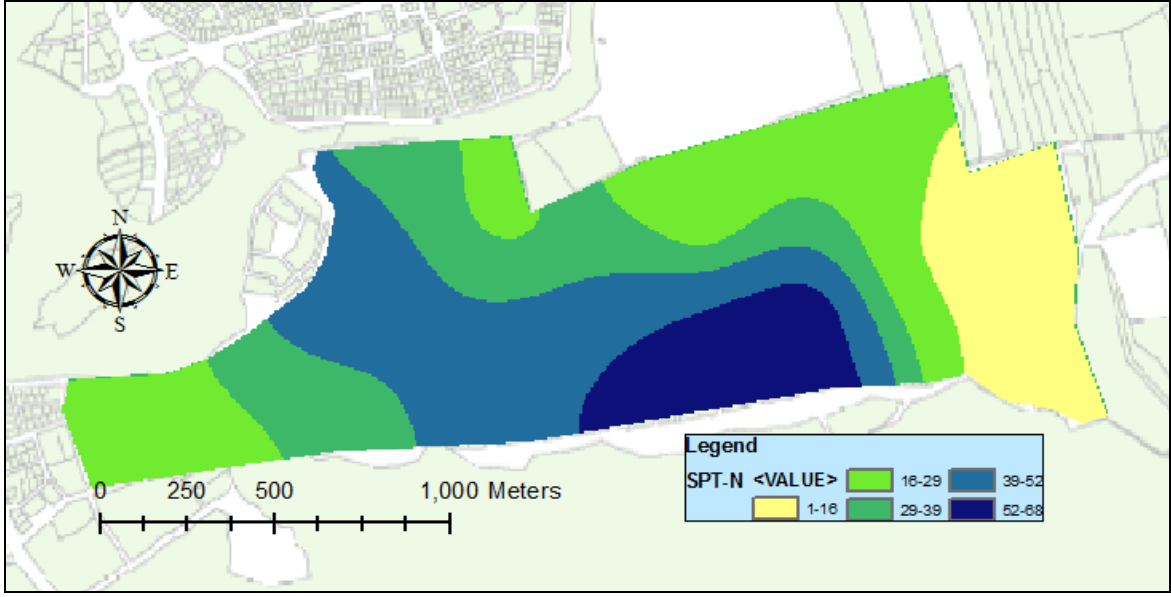 N
W E
S
0 250 500 1,000 Meters
Legend
SPT-N <VALUE> 16-29 39-52
1-16 29-39 52-68